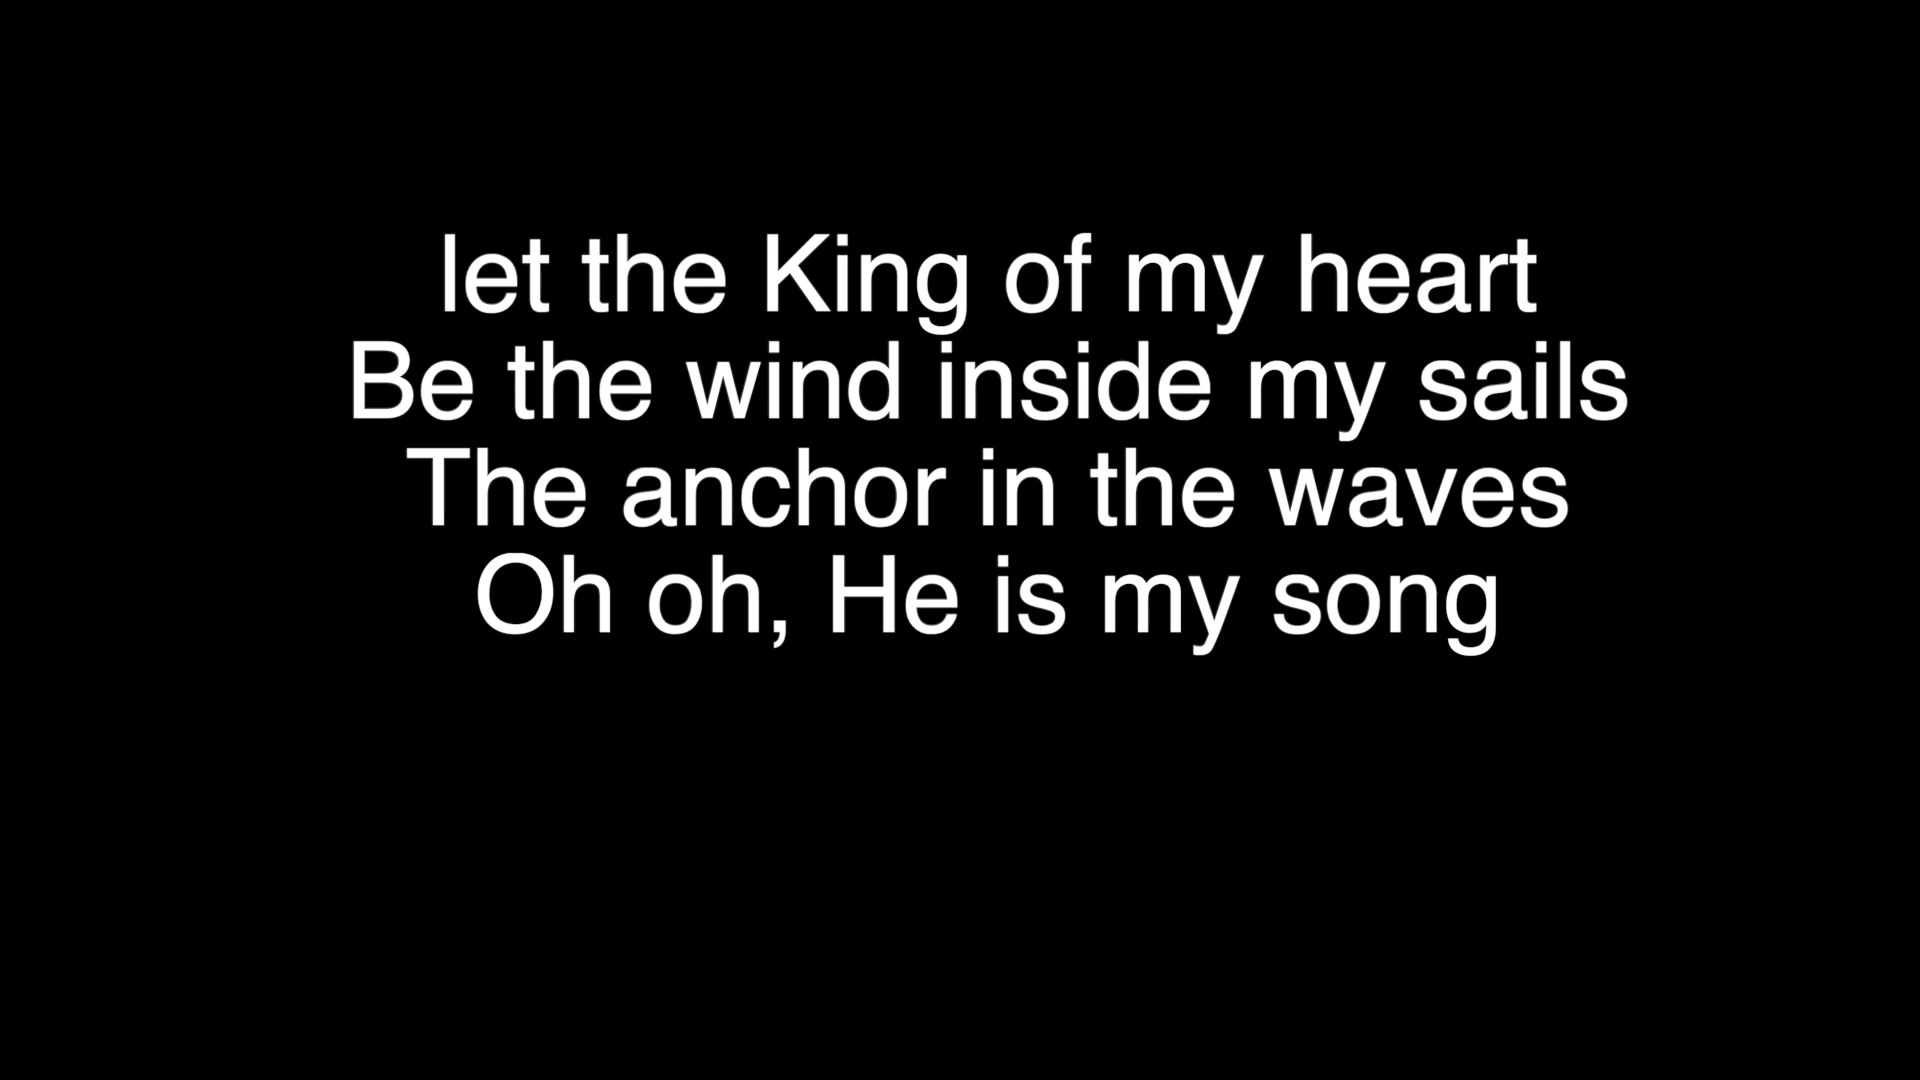 let the King of my heart
Be the wind inside my sails
The anchor in the waves
Oh oh, He is my song